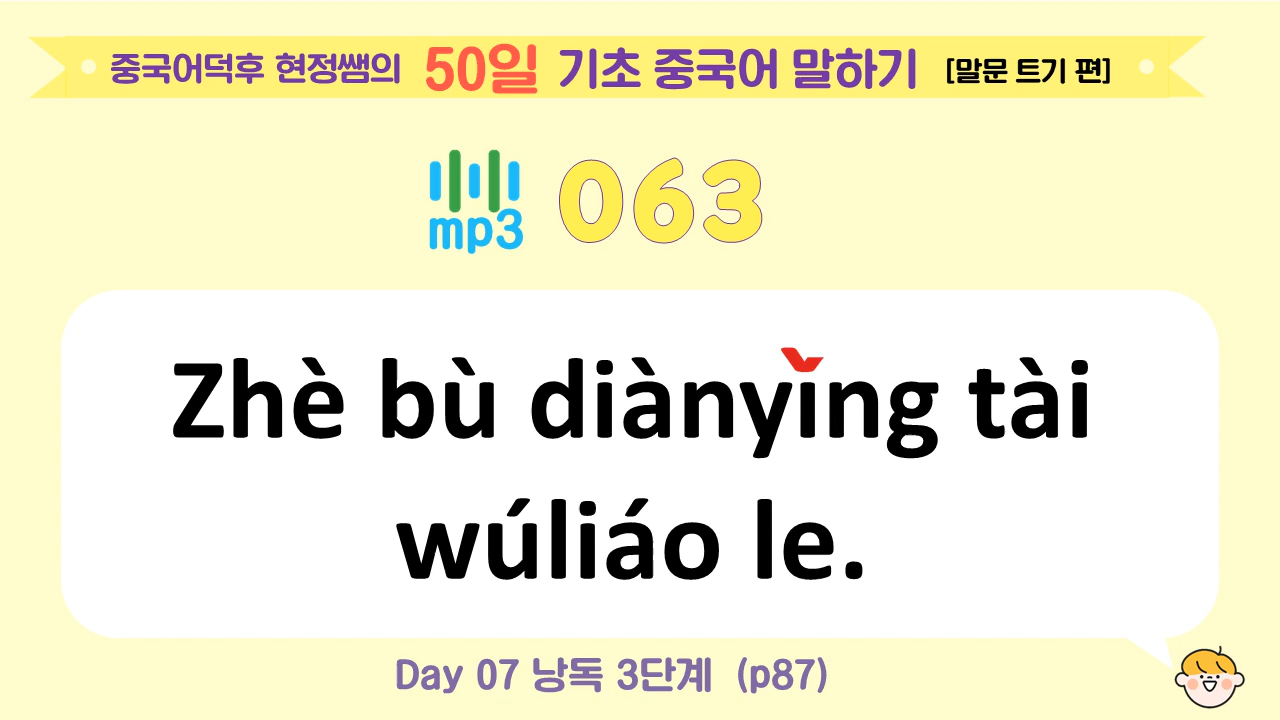 중국어덕후 현정쌤의 50일 기초 중국어 말하기 [말문 트기 편]
mp3 063
Zhè bù diànyǐng tài
wúliáo le.
Day 07 낭독 3단계 (p87)